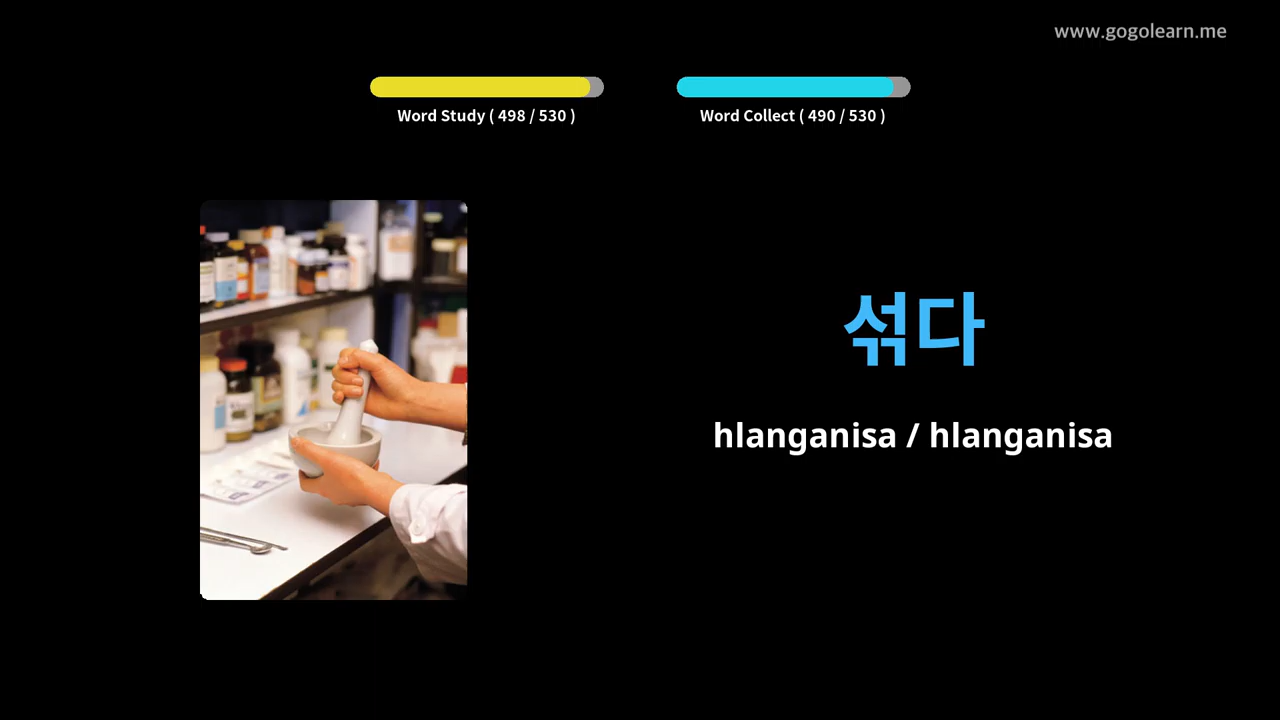 www.gogolearn.me
Word Study ( 498 / 530 )
Word Collect ( 490 / 530 )
섞다
hlanganisa / hlanganisa